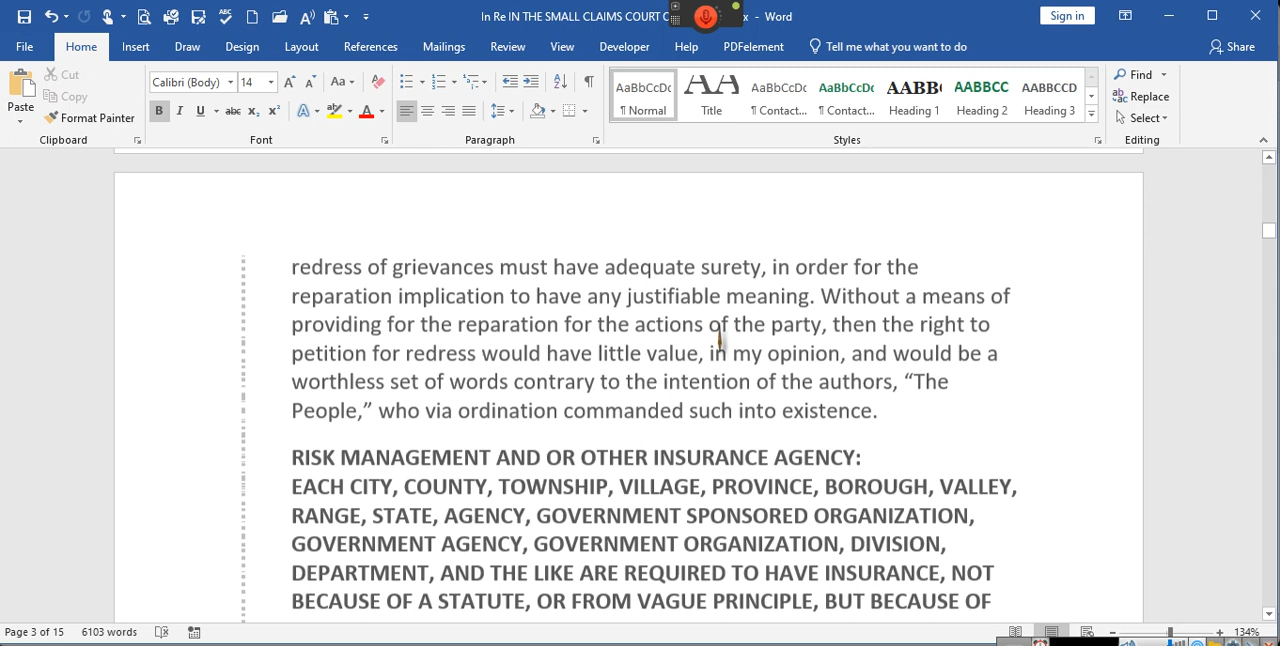 In Re IN THE SMALL CLAIMS COURT
x - Word
Sign in
File Home Insert Draw Design Layout References Mailings Review View Developer Help PDFelement Tell me what you want to do Share
Paste
Cut
Copy
Format Painter
Clipboard
Calibri (Body) 14
Font
Paragraph
AaBbCcDc AA AaBbCcDc AaBbCcDc AABB( AABBCC AABBCCD
¶ Normal Title ¶ Contact... ¶ Contact... Heading 1 Heading 2 Heading 3
Styles
Find
Replace
Select
Editing
redress of grievances must have adequate surety, in order for the
reparation implication to have any justifiable meaning. Without a means of
providing for the reparation for the actions of the party, then the right to
petition for redress would have little value, in my opinion, and would be a
worthless set of words contrary to the intention of the authors, “The
People,” who via ordination commanded such into existence.
RISK MANAGEMENT AND OR OTHER INSURANCE AGENCY:
EACH CITY, COUNTY, TOWNSHIP, VILLAGE, PROVINCE, BOROUGH, VALLEY,
RANGE, STATE, AGENCY, GOVERNMENT SPONSORED ORGANIZATION,
GOVERNMENT AGENCY, GOVERNMENT ORGANIZATION, DIVISION,
DEPARTMENT, AND THE LIKE ARE REQUIRED TO HAVE INSURANCE, NOT
BECAUSE OF A STATUTE, OR FROM VAGUE PRINCIPLE, BUT BECAUSE OF
Page 3 of 15 6103 words 134%